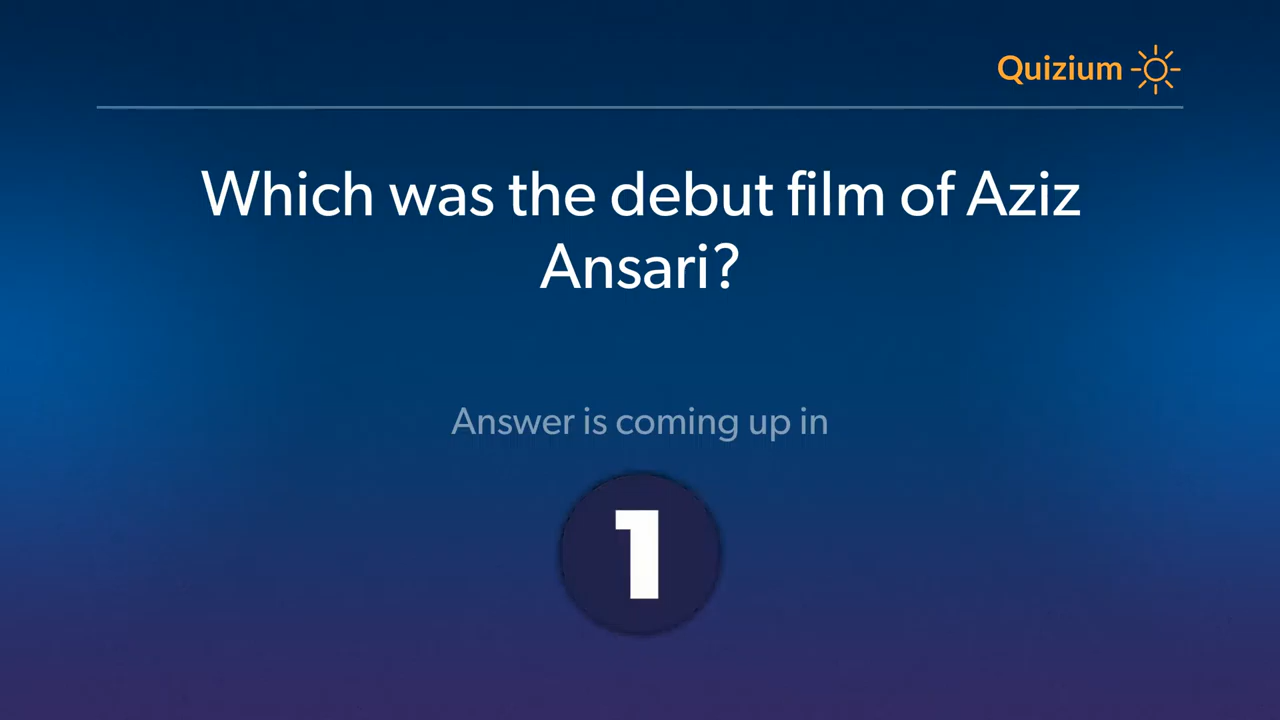 Quizium
Which was the debut film of Aziz
Ansari?
Answer is coming up in
1